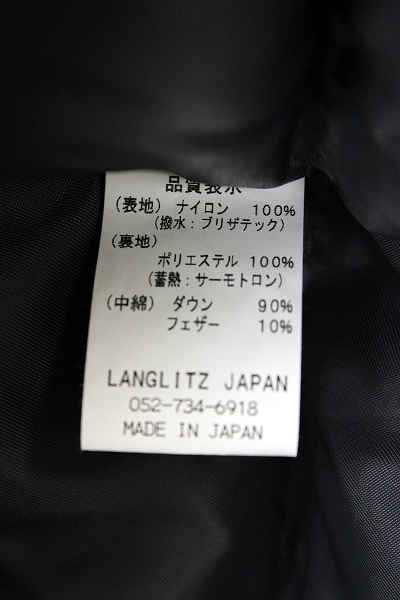 品質表示
(表地) ナイロン 100%
(撥水:ブリザテック)
(裏地)
ポリエステル 100%
(蓄熱:サーモトロン)
(中綿) ダウン 90%
フェザー 10%
LANGLITZ JAPAN
052-734-6918
MADE IN JAPAN